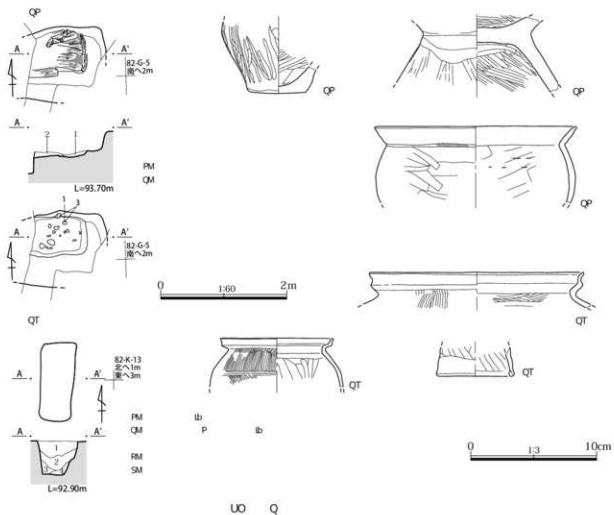 QP
A A'
82-G-5
南へ2m
A A'
2 1
L=93.70m
PM
QM
1
3
A A'
82-G-5
南へ2m
QP
QP
QP
0 1:60 2m
QT
QT
QT
QT
82-K-13
北へ1m
東へ3m
A A'
A A'
1
2
L=92.90m
PM lb
QM P lb
RM
SM
0 1:3 10cm
UO Q